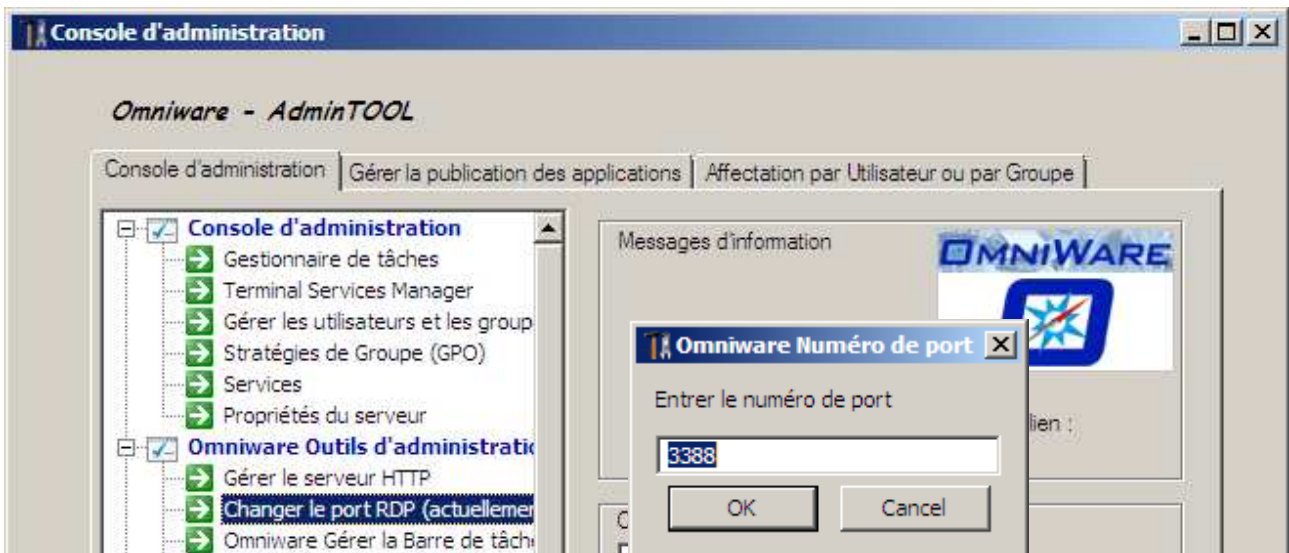 Console d'administration
Omniware - AdminTOOL
Console d'administration
Gérer la publication des applications
Affectation par Utilisateur ou par Groupe
Console d'administration
Gestionnaire de tâches
Terminal Services Manager
Gérer les utilisateurs et les group
Stratégies de Groupe (GPO)
Services
Propriétés du serveur
Omniware Outils d'administratio
Gérer le serveur HTTP
Changer le port RDP (actuellemen
Omniware Gérer la Barre de tâch
Messages d'information
OMNIWARE
lien :
Omniware Numéro de port
Entrer le numéro de port
3388
OK
Cancel